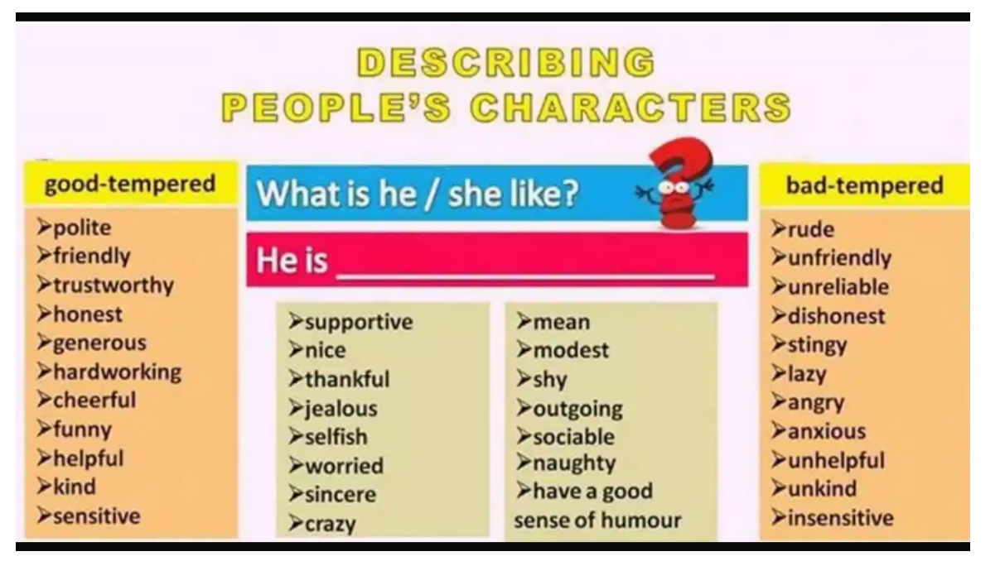 DESCRIBING
PEOPLE'S CHARACTERS
good-tempered
➢polite
➢friendly
➢trustworthy
➢honest
➢generous
➢hardworking
➢cheerful
➢funny
➢helpful
➢kind
➢sensitive
What is he / she like?
He is ____________________
➢supportive
➢nice
➢thankful
➢jealous
➢selfish
➢worried
➢sincere
➢crazy
➢mean
➢modest
➢shy
➢outgoing
➢sociable
➢naughty
➢have a good
sense of humour
bad-tempered
➢rude
➢unfriendly
➢unreliable
➢dishonest
➢stingy
➢lazy
➢angry
➢anxious
➢unhelpful
➢unkind
➢insensitive